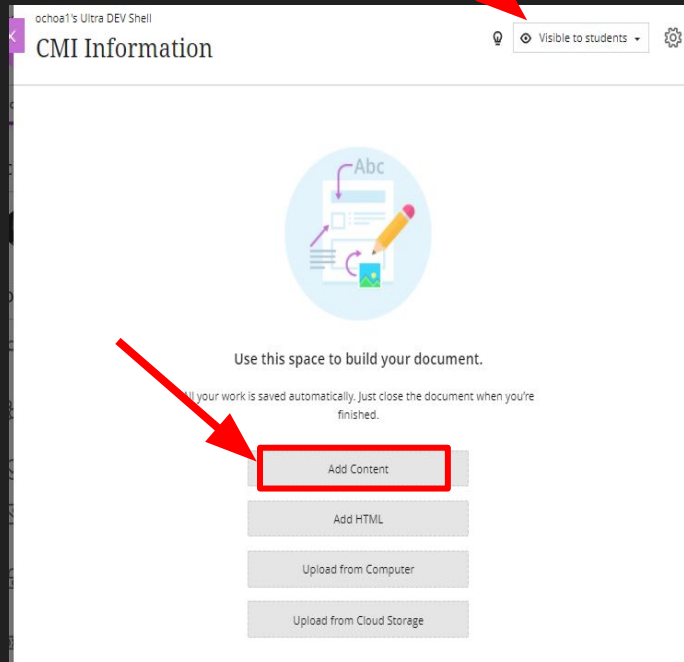 ochoa1's Ultra DEV Shell
CMI Information
Visible to students
Abc
Use this space to build your document.
All your work is saved automatically. Just close the document when you're
finished.
Add Content
Add HTML
Upload from Computer
Upload from Cloud Storage